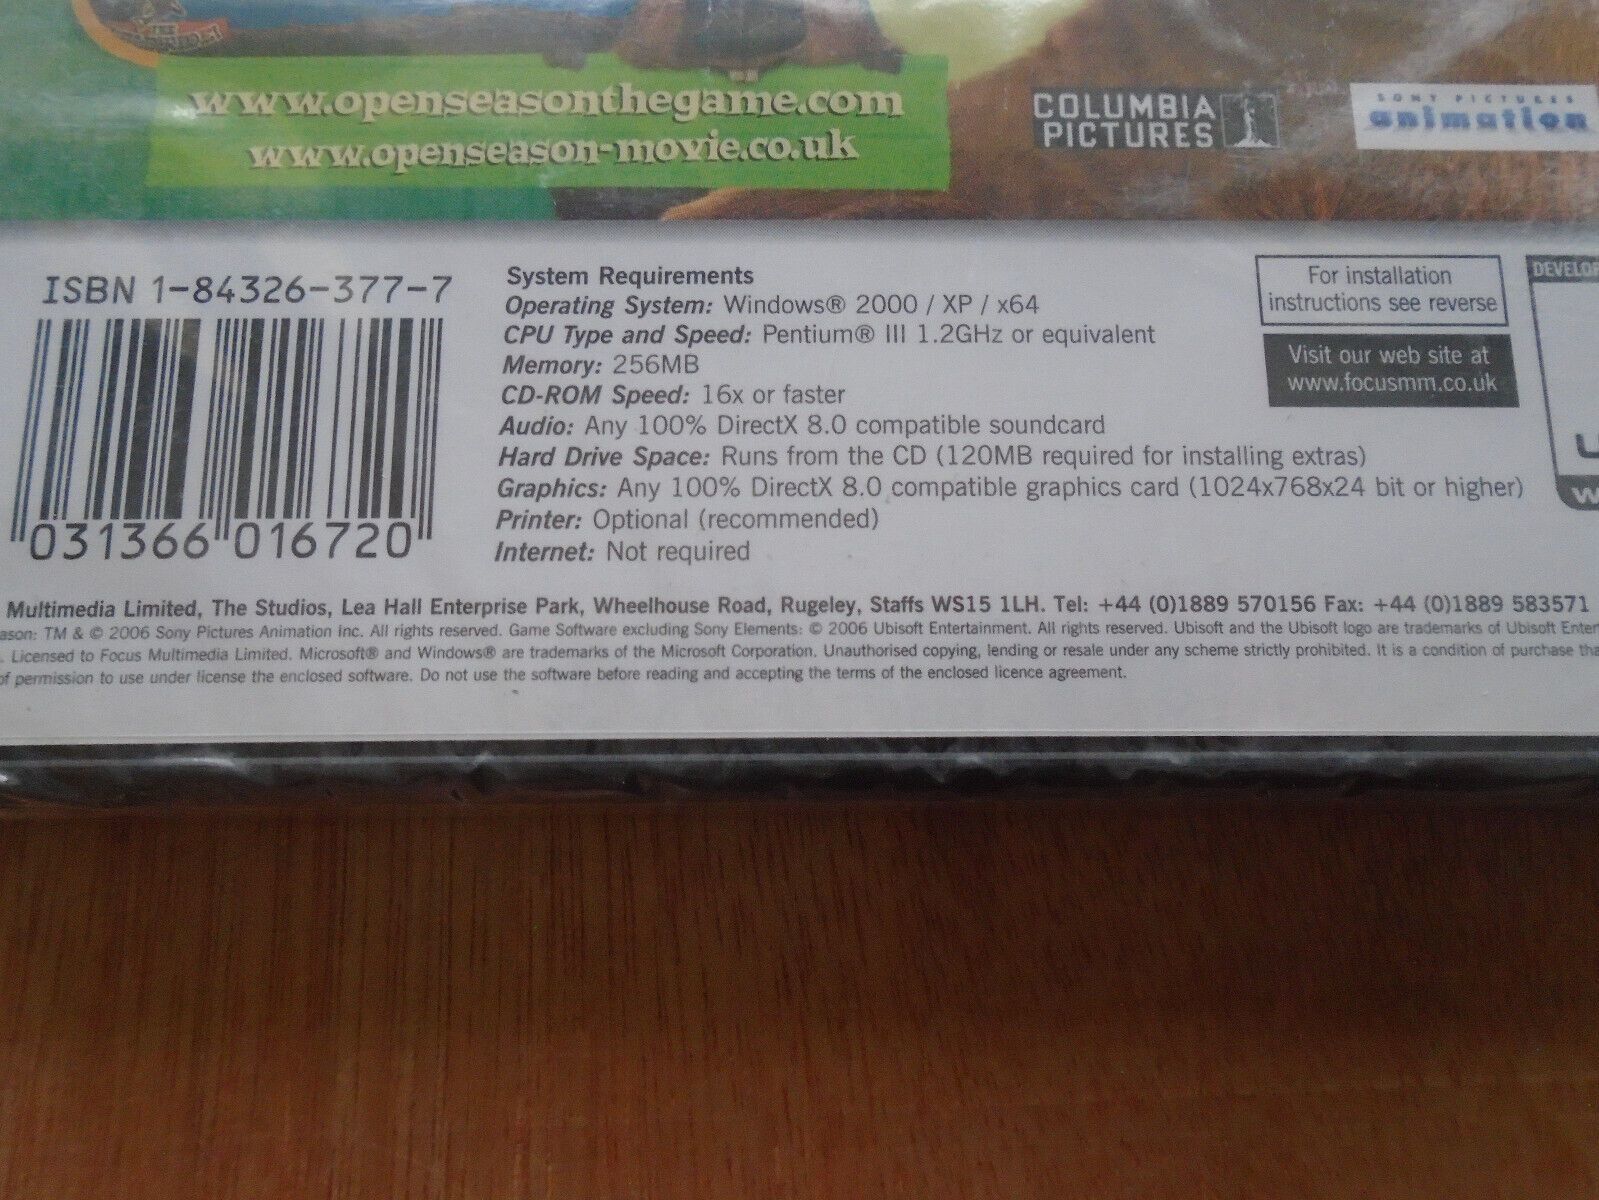 www.openseasonthegame.com
www.openseason-movie.co.uk
COLUMBIA
PICTURES
SONY PICTURES
animation
ISBN 1-84326-377-7
031366 016720
System Requirements
Operating System: Windows® 2000 / XP / x64
CPU Type and Speed: Pentium® III 1.2GHz or equivalent
Memory: 256MB
CD-ROM Speed: 16x or faster
Audio: Any 100% DirectX 8.0 compatible soundcard
Hard Drive Space: Runs from the CD (120MB required for installing extras)
Graphics: Any 100% DirectX 8.0 compatible graphics card (1024x768x24 bit or higher)
Printer: Optional (recommended)
Internet: Not required
For installation
instructions see reverse
Visit our web site at
www.focusmm.co.uk
DEVELOP
U
W
Multimedia Limited, The Studios, Lea Hall Enterprise Park, Wheelhouse Road, Rugeley, Staffs WS15 1LH. Tel: +44 (0)1889 570156 Fax: +44 (0)1889 583571
ason: TM & © 2006 Sony Pictures Animation Inc. All rights reserved. Game Software excluding Sony Elements: © 2006 Ubisoft Entertainment. All rights reserved. Ubisoft and the Ubisoft logo are trademarks of Ubisoft Enter
. Licensed to Focus Multimedia Limited. Microsoft® and Windows® are trademarks of the Microsoft Corporation. Unauthorised copying, lending or resale under any scheme strictly prohibited. It is a condition of purchase tha
of permission to use under license the enclosed software. Do not use the software before reading and accepting the terms of the enclosed licence agreement.